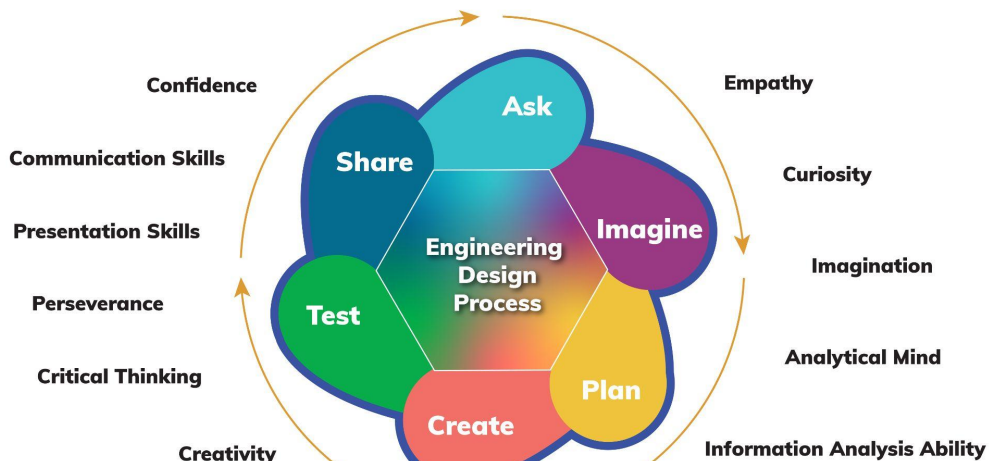 Confidence
Communication Skills
Presentation Skills
Perseverance
Critical Thinking
Creativity
Ask
Imagine
Plan
Create
Test
Share
Engineering
Design
Process
Empathy
Curiosity
Imagination
Analytical Mind
Information Analysis Ability